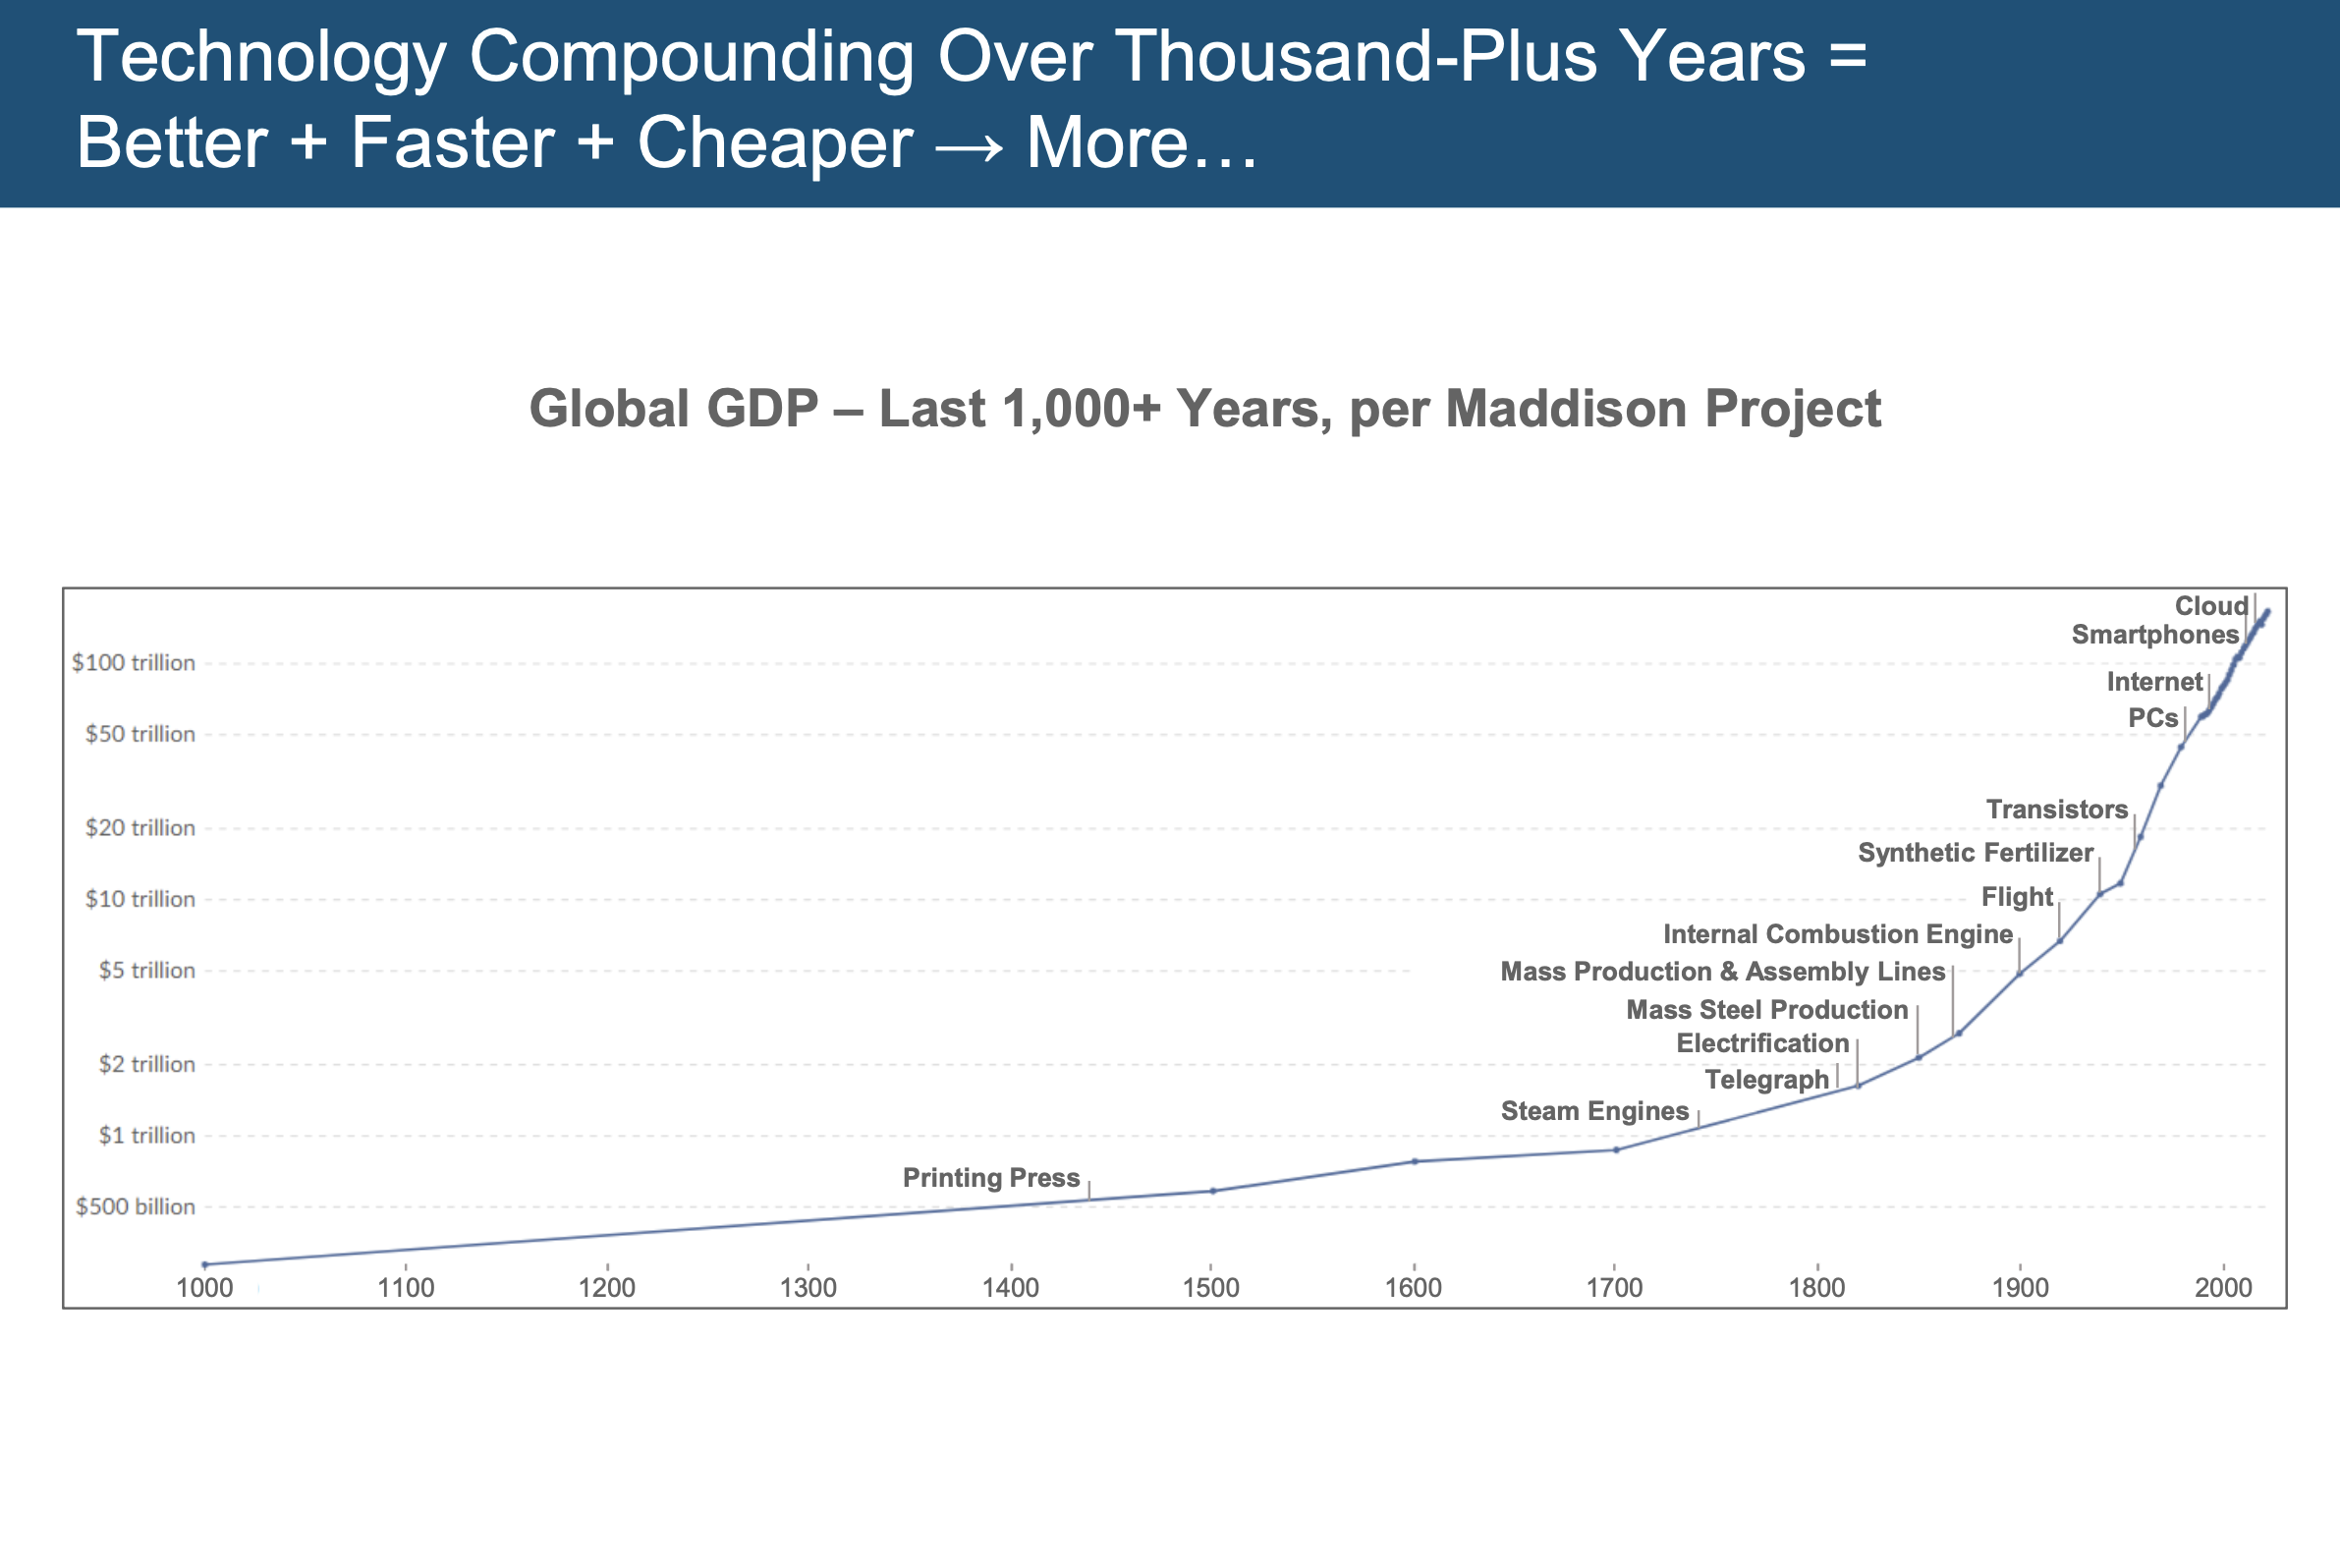 Technology Compounding Over Thousand-Plus Years =
Better + Faster + Cheaper → More…
Global GDP – Last 1,000+ Years, per Maddison Project
Cloud
Smartphones
$100 trillion
Internet
PCs
$50 trillion
Transistors
$20 trillion
Synthetic Fertilizer
Flight
$10 trillion
Internal Combustion Engine
Mass Production & Assembly Lines
$5 trillion
Mass Steel Production
Electrification
$2 trillion
Telegraph
Steam Engines
$1 trillion
Printing Press
$500 billion
1000 1100 1200 1300 1400 1500 1600 1700 1800 1900 2000